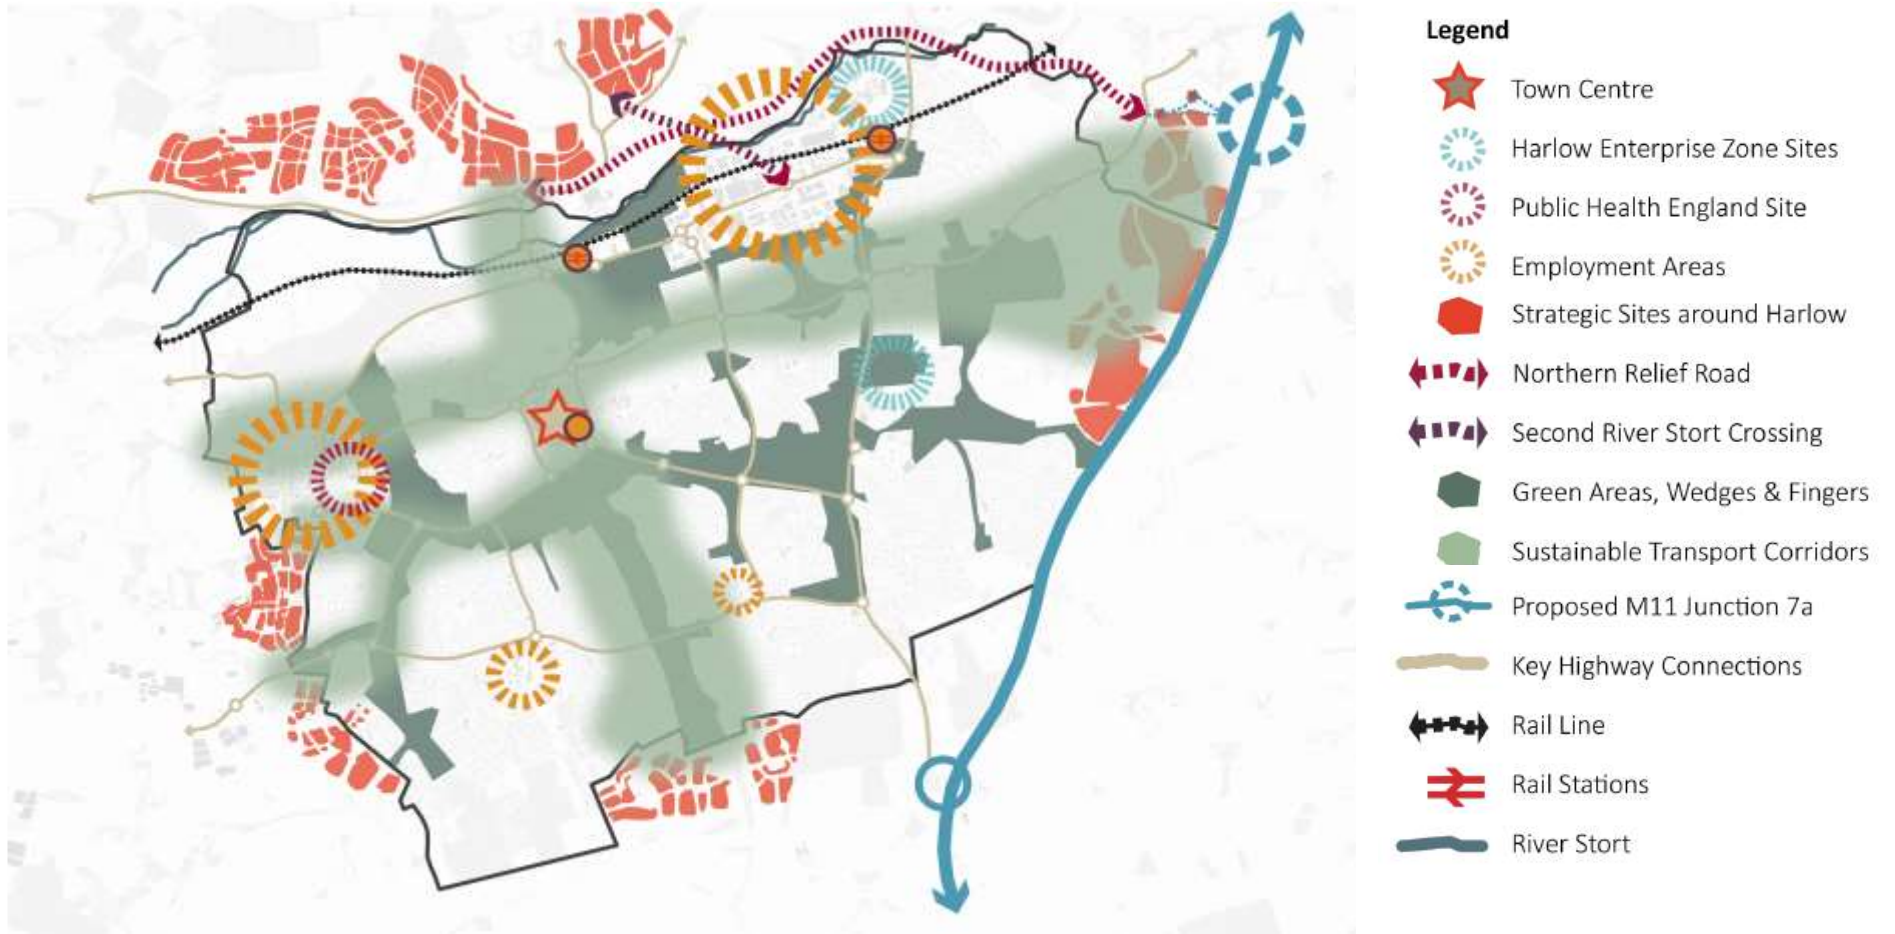 Legend
Town Centre
Harlow Enterprise Zone Sites
Public Health England Site
Employment Areas
Strategic Sites around Harlow
Northern Relief Road
Second River Stort Crossing
Green Areas, Wedges & Fingers
Sustainable Transport Corridors
Proposed M11 Junction 7a
Key Highway Connections
Rail Line
Rail Stations
River Stort